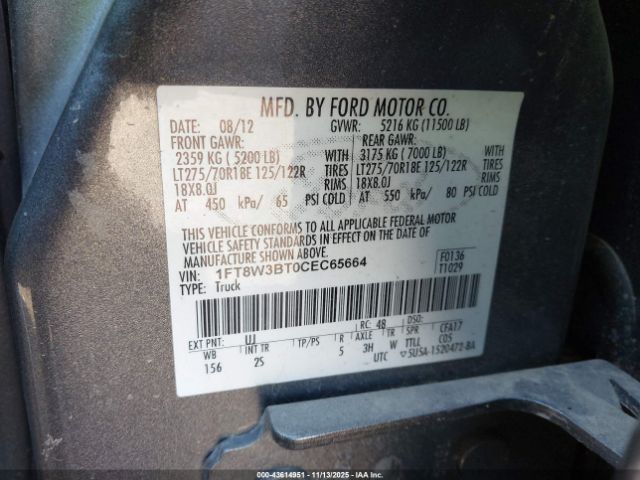 MFD. BY FORD MOTOR CO.
DATE: 08/12 GVWR: 5216 KG (11500 LB)
FRONT GAWR: REAR GAWR:
2359 KG ( 5200 LB) WITH 3175 KG ( 7000 LB) WITH
LT275/70R18E 125/122R TIRES LT275/70R18E 125/122R TIRES
18X8.0J RIMS 18X8.0J RIMS
AT 450 kPa/ 65 PSI COLD AT 550 kPa/ 80 PSI COLD
THIS VEHICLE CONFORMS TO ALL APPLICABLE FEDERAL MOTOR
VEHICLE SAFETY STANDARDS IN EFFECT ON THE DATE OF
MANUFACTURE SHOWN ABOVE.
VIN: 1FT8W3BT0CEC65664 F0136
TYPE: Truck T1029
EXT PNT: UJ RC: 48 DSO:
WB INT TR TP/PS R AXLE TR SPR CFA17
156 2S 5 3H W TTLL C05
UTC 5U5A-1520472-BA
© COPART - 43614951 - 11/13/2025 - IAAI.COM